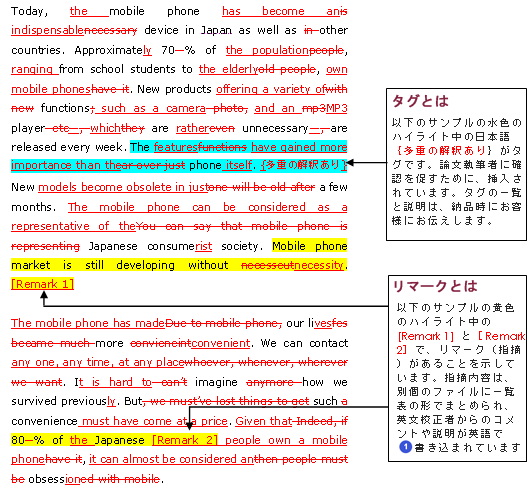 Today, the mobile phone has become anis
indispensablenecessary device in Japan as well as in other
countries. Approximately 70 % of the populationpeople,
ranging from school students to the elderlyold people, own
mobile phoneshave it. New products offering a variety ofwith
new functions; such as a camera photo, and an mp3MP3
player etc , whichthey are rathereven unnecessary , are
released every week. The featuresfunctions have gained more
importance than thear over just phone itself. {多重の解釈あり}
New models become obsolete in justone will be old after a few
months. The mobile phone can be considered as a
representative of theYou can say that mobile phone is
representing Japanese consumerist society. Mobile phone
market is still developing without necesseutnecessity.
[Remark 1]
The mobile phone has madeDue to mobile phone, our livesfes
became much more convicneintconvenient. We can contact
any one, any time, at any placewhoever, whenever, wherever
we want. It is hard to can't imagine anymore how we
survived previously. But, we must've lost things to get such a
convenience must have come at a price. Given that Indeed, if
80 % of the Japanese [Remark 2] people own a mobile
phonehave it, it can almost be considered anthen people must
be obsessioned with mobile.
タグとは
以下のサンプルの水色の
ハイライト中の日本語
{多重の解釈あり} がタ
グです。論文執筆者に確
認を促すために、挿入さ
れています。タグの一覧
と説明は、納品時にお客
様にお伝えします。
リマークとは
以下のサンプルの黄色
のハイライト中の
[Remark 1] と [Remark
2] で、リマーク (指摘
) があることを示して
います。指摘内容は、
別個のファイルに一覧
表の形でまとめられ、
英文校正者からのコメ
ントや説明が英語で
1 書き込まれています